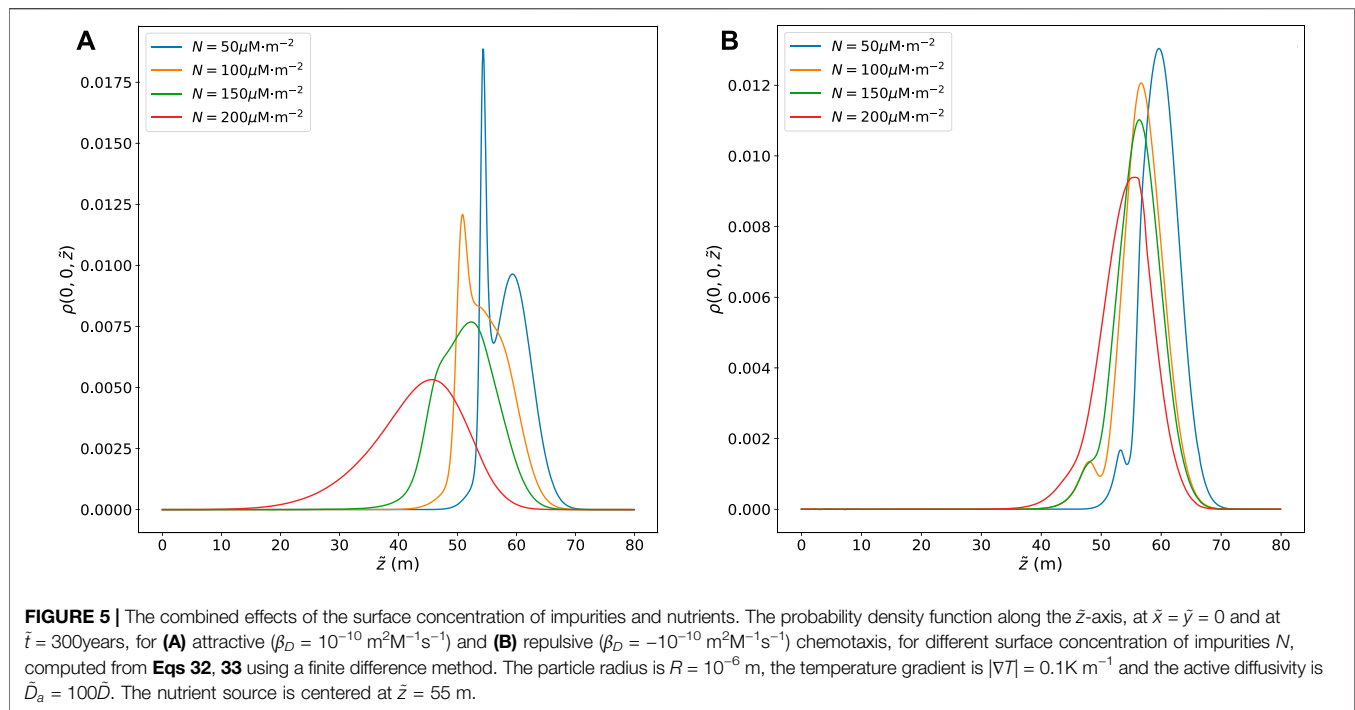 A
N = 50μM·m⁻²
N = 100μM·m⁻²
N = 150μM·m⁻²
N = 200μM·m⁻²
0.0175
0.0150
0.0125
0.0100
0.0075
0.0050
0.0025
0.0000
ρ(0, 0, z̃)
0 10 20 30 40 50 60 70 80
z̃ (m)
B
N = 50μM·m⁻²
N = 100μM·m⁻²
N = 150μM·m⁻²
N = 200μM·m⁻²
0.012
0.010
0.008
0.006
0.004
0.002
0.000
ρ(0, 0, z̃)
0 10 20 30 40 50 60 70 80
z̃ (m)
FIGURE 5 | The combined effects of the surface concentration of impurities and nutrients. The probability density function along the z̃-axis, at x̃ = ỹ = 0 and at
t̃ = 300years, for (A) attractive (β_D = 10⁻¹⁰ m²M⁻¹s⁻¹) and (B) repulsive (β_D = −10⁻¹⁰ m²M⁻¹s⁻¹) chemotaxis, for different surface concentration of impurities N,
computed from Eqs 32, 33 using a finite difference method. The particle radius is R = 10⁻⁶ m, the temperature gradient is |∇T| = 0.1K m⁻¹ and the active diffusivity is
D̃ₐ = 100D̃. The nutrient source is centered at z̃ = 55 m.